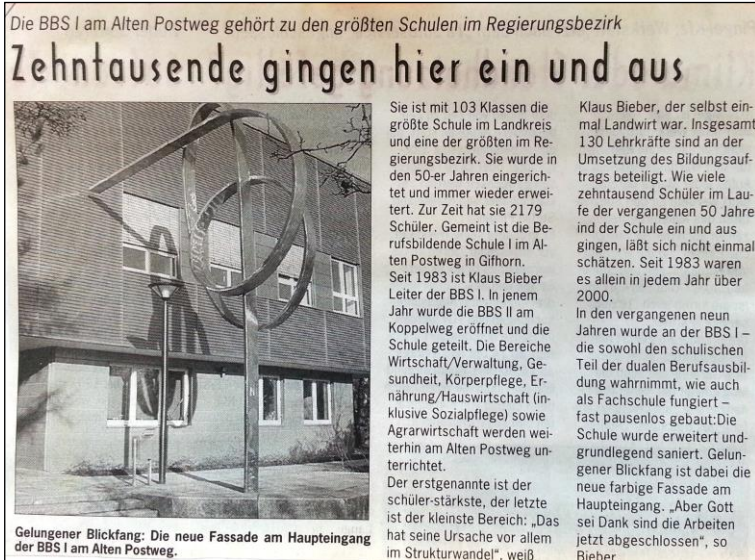 Die BBS I am Alten Postweg gehört zu den größten Schulen im Regierungsbezirk
Zehntausende gingen hier ein und aus
Gelungener Blickfang: Die neue Fassade am Haupteingang
der BBS I am Alten Postweg.
Sie ist mit 103 Klassen die
größte Schule im Landkreis
und eine der größten im Re-
gierungsbezirk. Sie wurde in
den 50-er Jahren eingerich-
tet und immer wieder erwei-
tert. Zur Zeit hat sie 2179
Schüler. Gemeint ist die Be-
rufsbildende Schule I im Al-
ten Postweg in Gifhorn.
Seit 1983 ist Klaus Bieber
Leiter der BBS I. In jenem
Jahr wurde die BBS II am
Koppelweg eröffnet und die
Schule geteilt. Die Bereiche
Wirtschaft/Verwaltung, Ge-
sundheit, Körperpflege, Er-
nährung/Hauswirtschaft (in-
klusive Sozialpflege) sowie
Agrarwirtschaft werden wei-
terhin am Alten Postweg un-
terrichtet.
Der erstgenannte ist der
schüler-stärkste, der letzte
ist der kleinste Bereich: „Das
hat seine Ursache vor allem
im Strukturwandel“, weiß
Klaus Bieber, der selbst ein-
mal Landwirt war. Insgesamt
130 Lehrkräfte sind an der
Umsetzung des Bildungsauf-
trags beteiligt. Wie viele
zehntausend Schüler im Lau-
fe der vergangenen 50 Jahre
ind der Schule ein und aus
gingen, läßt sich nicht einmal
schätzen. Seit 1983 waren
es allein in jedem Jahr über
2000.
In den vergangenen neun
Jahren wurde an der BBS I –
die sowohl den schulischen
Teil der dualen Berufsausbil-
dung wahrnimmt, wie auch
als Fachschule fungiert –
fast pausenlos gebaut:Die
Schule wurde erweitert und-
grundlegend saniert. Gelun-
gener Blickfang ist dabei die
neue farbige Fassade am
Haupteingang. „Aber Gott
sei Dank sind die Arbeiten
jetzt abgeschlossen“, so
Bieber